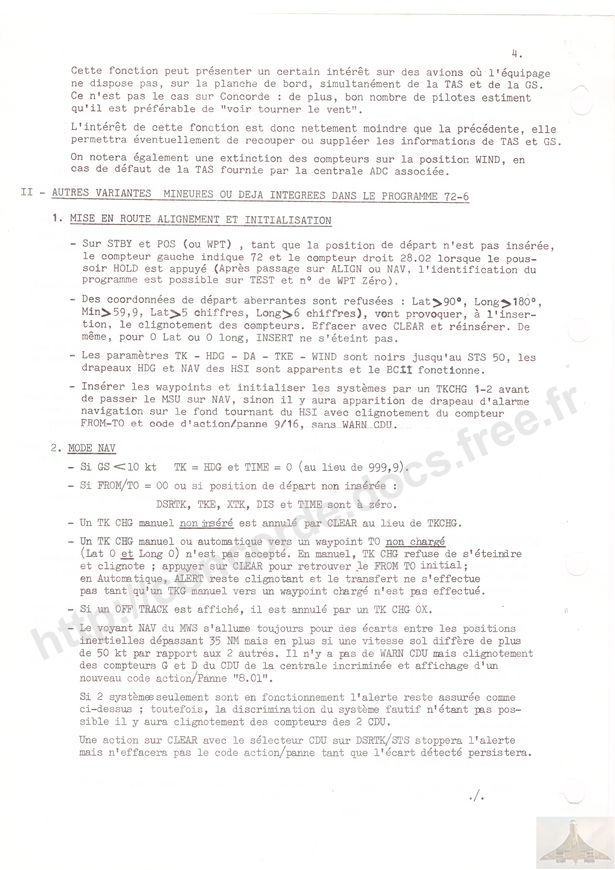 4.
Cette fonction peut présenter un certain intérêt sur des avions où l'équipage
ne dispose pas, sur la planche de bord, simultanément de la TAS et de la GS.
Ce n'est pas le cas sur Concorde : de plus, bon nombre de pilotes estiment
qu'il est préférable de "voir tourner le vent".
L'intérêt de cette fonction est donc nettement moindre que la précédente, elle
permettra éventuellement de recouper ou suppléer les informations de TAS et GS.
On notera également une extinction des compteurs sur la position WIND, en
cas de défaut de la TAS fournie par la centrale ADC associée.
II - AUTRES VARIANTES MINEURES OU DEJA INTEGREES DANS LE PROGRAMME 72-6
1. MISE EN ROUTE ALIGNEMENT ET INITIALISATION
- Sur STBY et POS (ou WPT) , tant que la position de départ n'est pas insérée,
le compteur gauche indique 72 et le compteur droit 28.02 lorsque le pous-
soir HOLD est appuyé (Après passage sur ALIGN ou NAV, l'identification du
programme est possible sur TEST et n° de WPT Zéro).
- Des coordonnées de départ aberrantes sont refusées : Lat>90°, Long>180°,
Min>59,9, Lat>5 chiffres, Long>6 chiffres), vont provoquer, à l'inser-
tion, le clignotement des compteurs. Effacer avec CLEAR et réinsérer. De
même, pour 0 Lat ou 0 long, INSERT ne s'éteint pas.
- Les paramètres TK - HDG - DA - TKE - WIND sont noirs jusqu'au STS 50, les
drapeaux HDG et NAV des HSI sont apparents et le BCII fonctionne.
- Insérer les waypoints et initialiser les systèmes par un TKCHG 1-2 avant
de passer le MSU sur NAV, sinon il y aura apparition de drapeau d'alarme
navigation sur le fond tournant du HSI avec clignotement du compteur
FROM-TO et code d'action/panne 9/16, sans WARN CDU.
2. MODE NAV
- Si GS <10 kt TK = HDG et TIME = 0 (au lieu de 999,9).
- Si FROM/TO = 00 ou si position de départ non insérée :
DSRTK, TKE, XTK, DIS et TIME sont à zéro.
- Un TK CHG manuel non inséré est annulé par CLEAR au lieu de TKCHG.
- Un TK CHG manuel ou automatique vers un waypoint TO non chargé
(Lat 0 et Long 0) n'est pas accepté. En manuel, TK CHG refuse de s'éteindre
et clignote ; appuyer sur CLEAR pour retrouver le FROM TO initial;
en Automatique, ALERT reste clignotant et le transfert ne s'effectue
pas tant qu'un TKG manuel vers un waypoint chargé n'est pas effectué.
- Si un OFF TRACK est affiché, il est annulé par un TK CHG OX.
- Le voyant NAV du MWS s'allume toujours pour des écarts entre les positions
inertielles dépassant 35 NM mais en plus si une vitesse sol diffère de plus
de 50 kt par rapport aux 2 autres. Il n'y a pas de WARN CDU mais clignotement
des compteurs G et D du CDU de la centrale incriminée et affichage d'un
nouveau code action/Panne "8.01".
Si 2 systèmes seulement sont en fonctionnement l'alerte reste assurée comme
ci-dessus ; toutefois, la discrimination du système fautif n'étant pas pos-
sible il y aura clignotement des compteurs des 2 CDU.
Une action sur CLEAR avec le sélecteur CDU sur DSRTK/STS stoppera l'alerte
mais n'effacera pas le code action/panne tant que l'écart détecté persistera.
./.
http://concorde.docs.free.fr